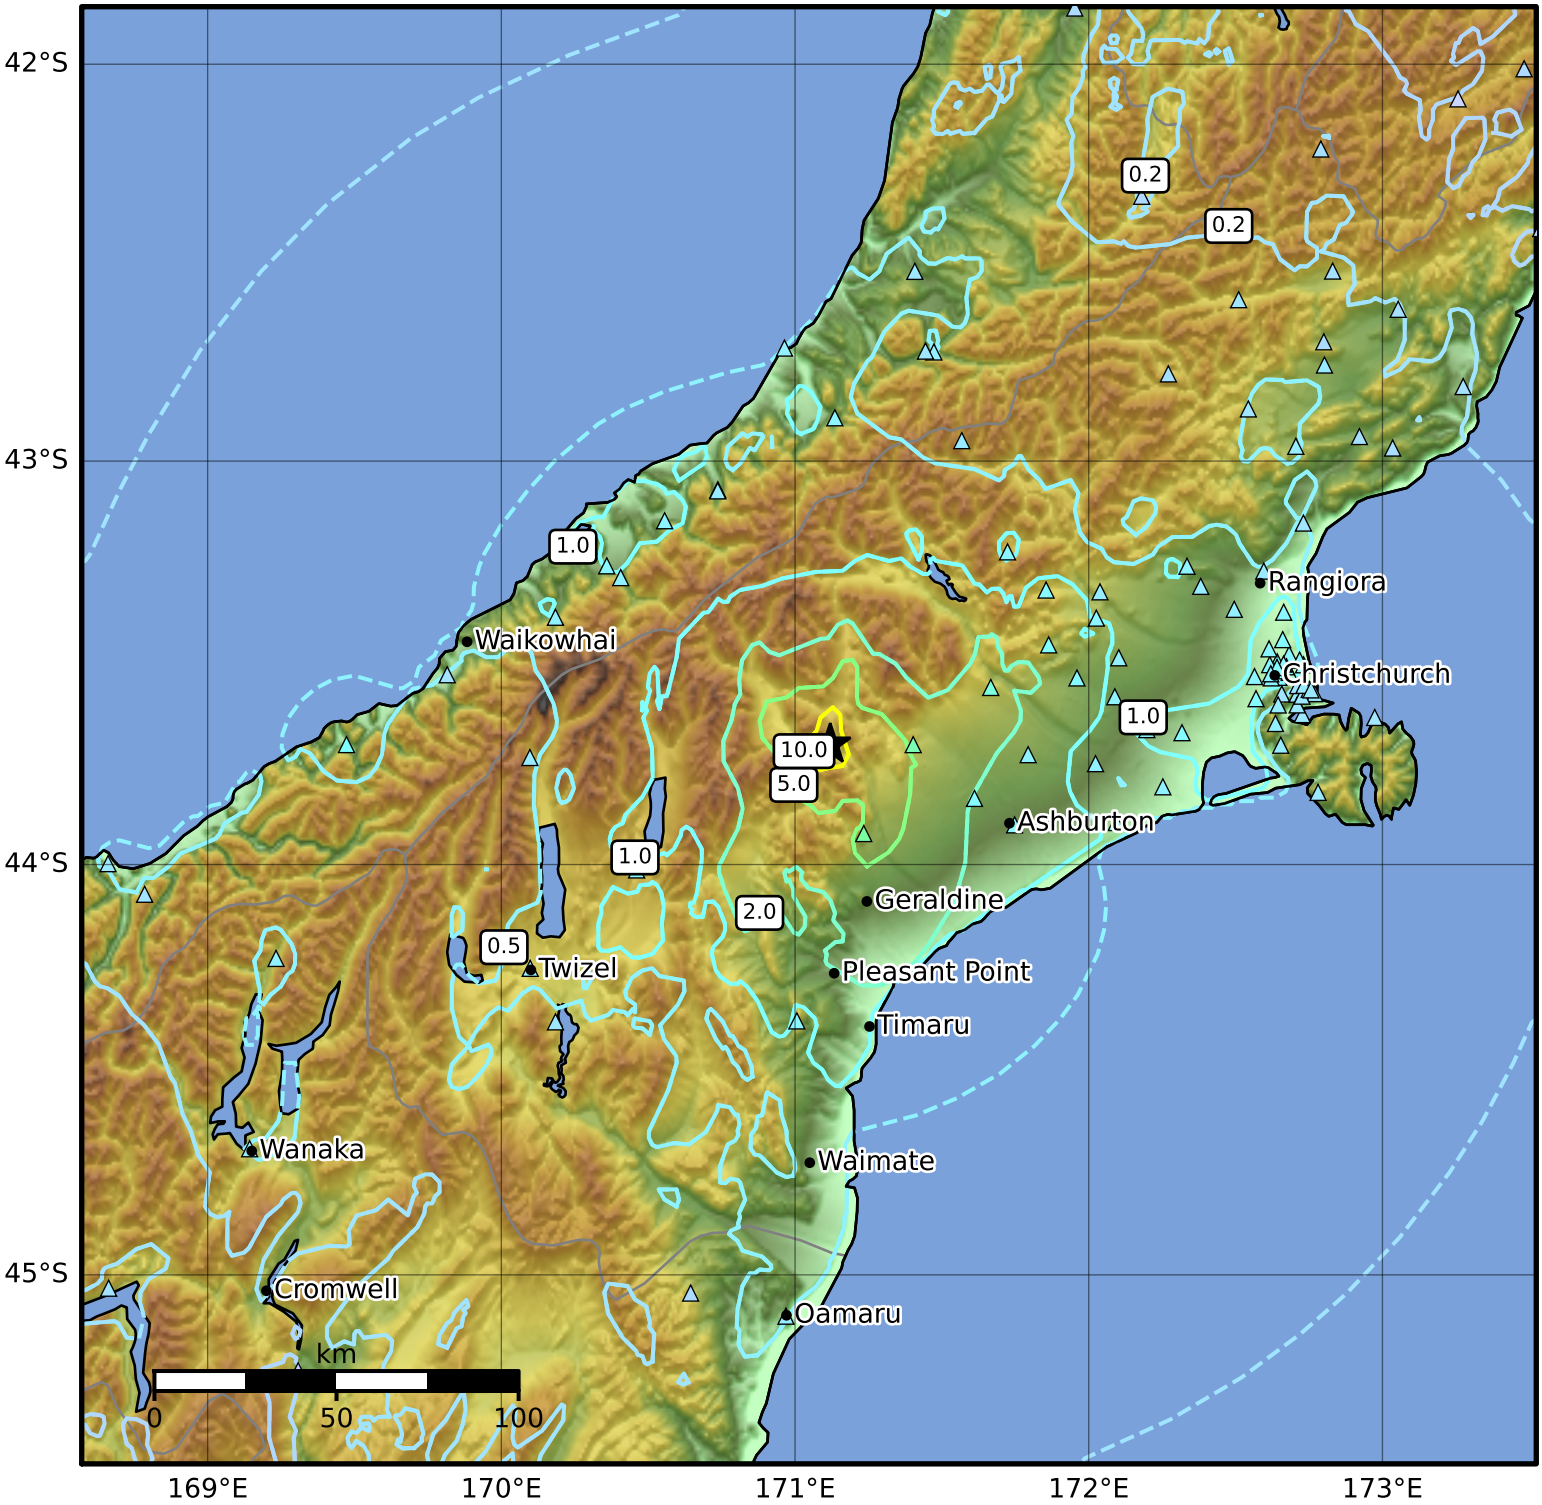 42°S
0.2
0.2
43°S
1.0
Rangiora
Waikowhai
Christchurch
1.0
10.0
5.0
Ashburton
1.0
44°S
Geraldine
2.0
0.5
Twizel
Pleasant Point
Timaru
Wanaka
Waimate
45°S
Cromwell
Oamaru
km
0 50 100
169°E 170°E 171°E 172°E 173°E